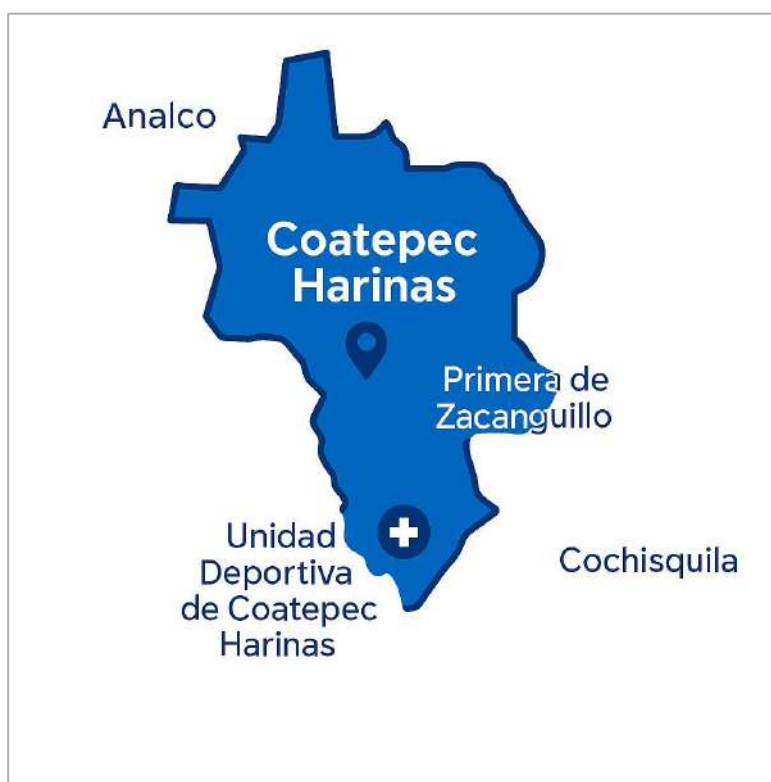 Analco
Coatepec
Harinas
Primera de
Zacanguillo
Unidad
Deportiva
de Coatepec
Harinas
Cochisquila